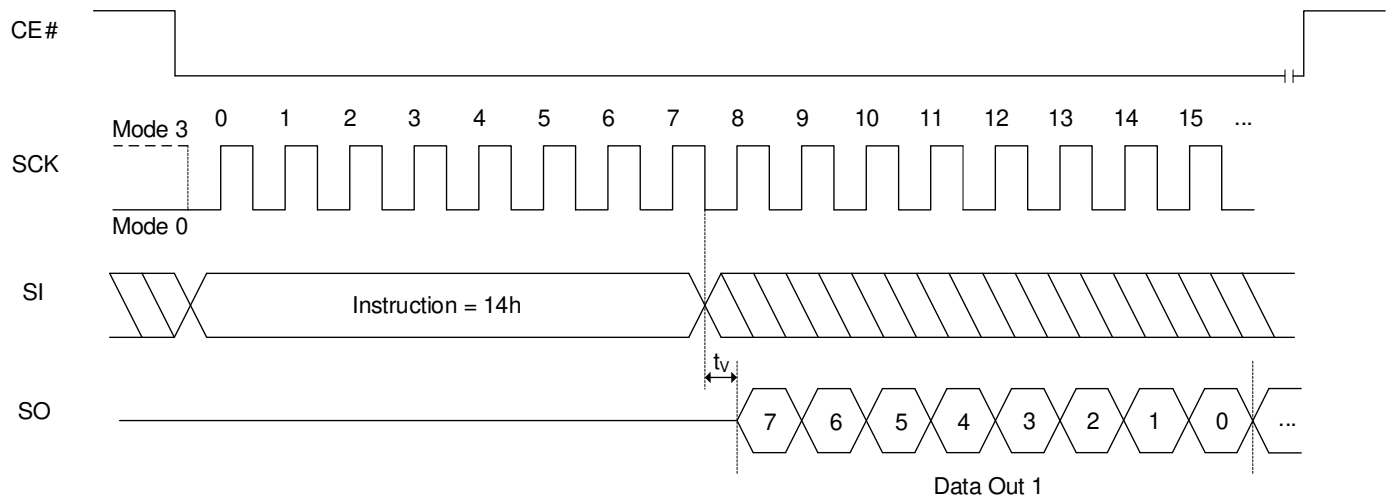 CE#
Mode 3 0 1 2 3 4 5 6 7 8 9 10 11 12 13 14 15 ...
SCK
Mode 0
SI Instruction = 14h
tV
SO 7 6 5 4 3 2 1 0 ...
Data Out 1